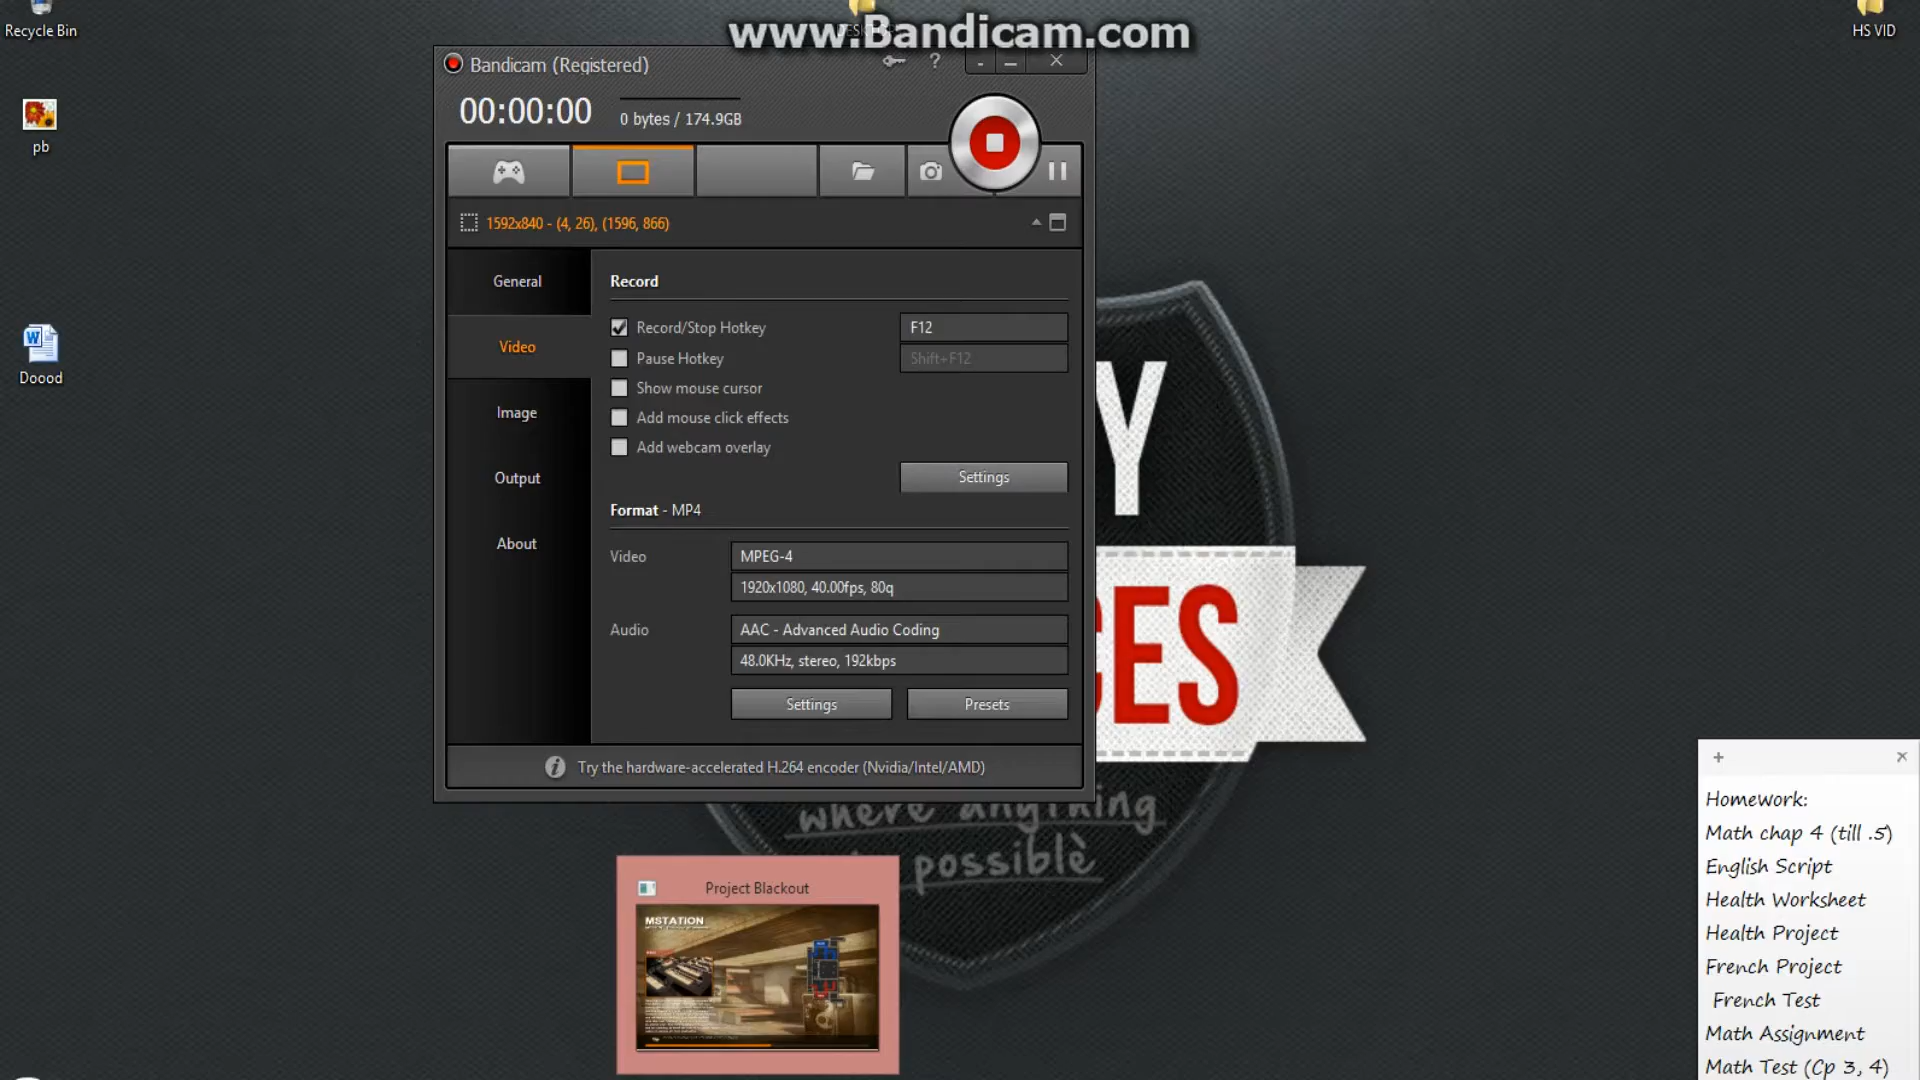 Recycle Bin
www.Bandicam.com
HS VID
Bandicam (Registered)
?
00:00:00
0 bytes / 174.9GB
pb
1592x840 - (4, 26), (1596, 866)
General
Video
Image
Output
About
Record
Record/Stop Hotkey
F12
Pause Hotkey
Shift+F12
Show mouse cursor
Add mouse click effects
Add webcam overlay
Settings
Format - MP4
Video
MPEG-4
1920x1080, 40.00fps, 80q
Audio
AAC - Advanced Audio Coding
48.0KHz, stereo, 192kbps
Settings
Presets
Try the hardware-accelerated H.264 encoder (Nvidia/Intel/AMD)
Doood
Y
CES
where anything
possible
Project Blackout
MSTATION
Homework:
Math chap 4 (till .5)
English Script
Health Worksheet
Health Project
French Project
French Test
Math Assignment
Math Test (Cp 3, 4)